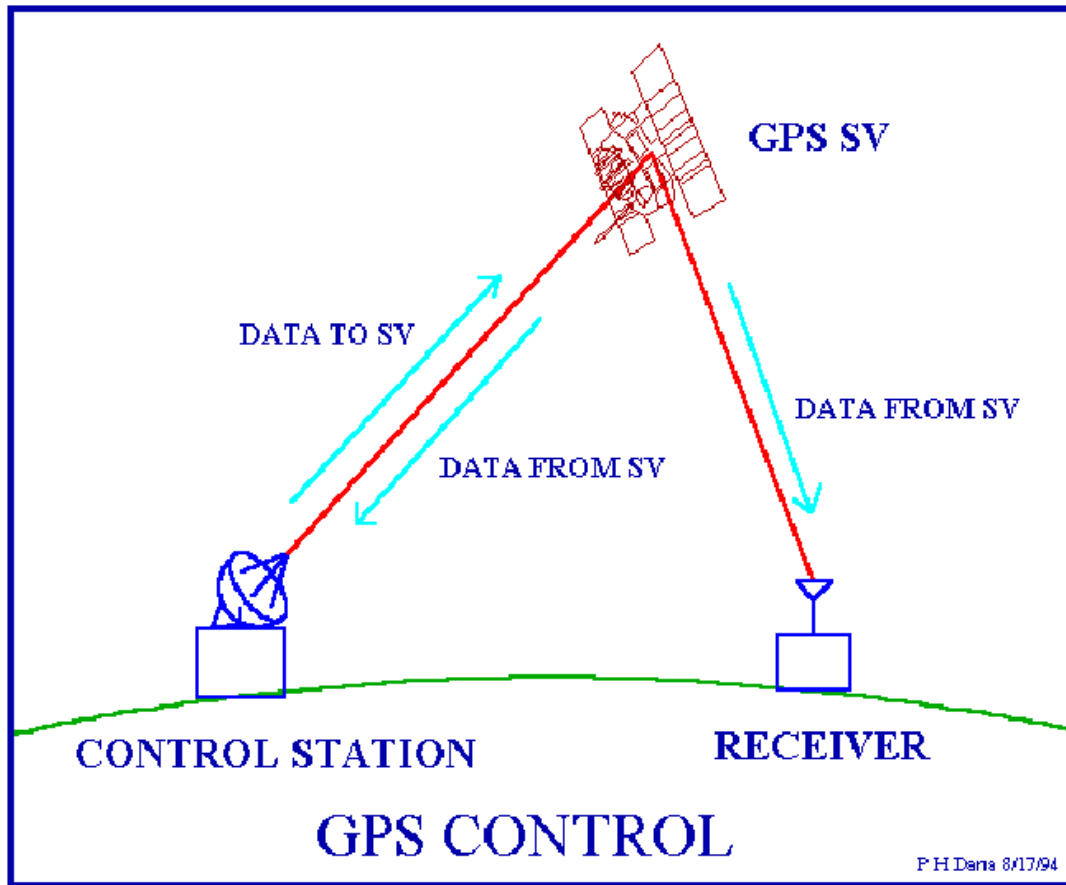 GPS SV
DATA TO SV
DATA FROM SV
DATA FROM SV
CONTROL STATION
RECEIVER
GPS CONTROL
P H Dana 8/17/94